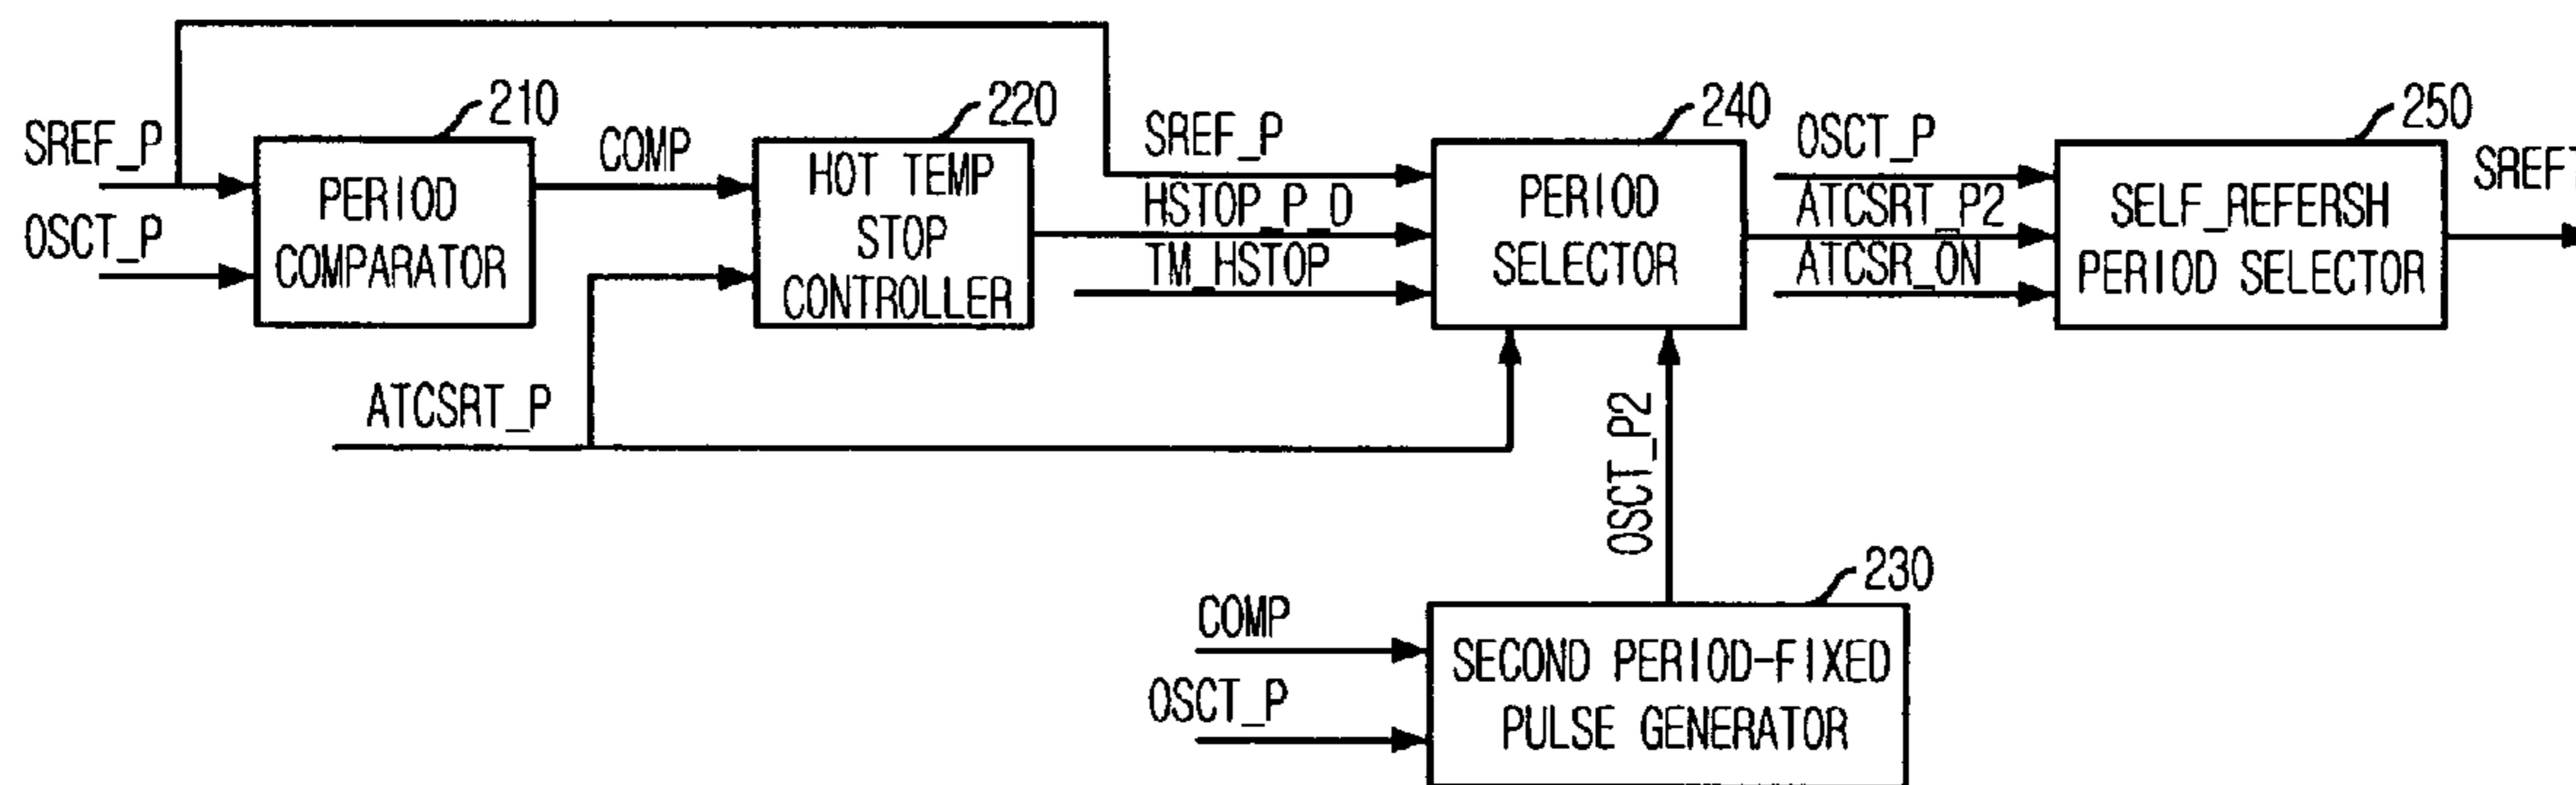 SREF_P
OSCT_P
210
PERIOD
COMPARATOR
COMP
220
HOT TEMP
STOP
CONTROLLER
ATCSRT_P
SREF_P
HSTOP_P_D
TM_HSTOP
240
PERIOD
SELECTOR
OSCT_P
ATCSRT_P2
ATCSR_ON
250
SELF_REFERSH
PERIOD SELECTOR
OSCT_P2
COMP
OSCT_P
230
SECOND PERIOD-FIXED
PULSE GENERATOR